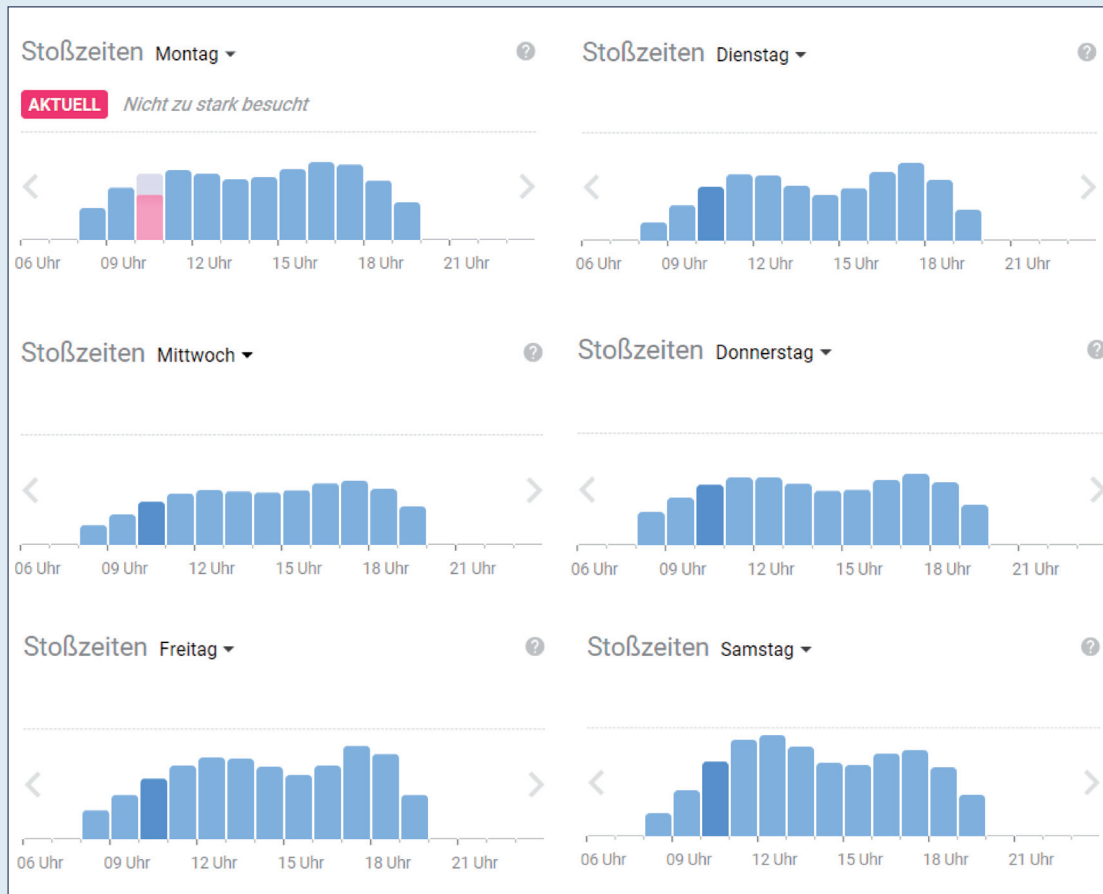 Stoßzeiten Montag
AKTUELL Nicht zu stark besucht
06 Uhr 09 Uhr 12 Uhr 15 Uhr 18 Uhr 21 Uhr
Stoßzeiten Dienstag
06 Uhr 09 Uhr 12 Uhr 15 Uhr 18 Uhr 21 Uhr
Stoßzeiten Mittwoch
06 Uhr 09 Uhr 12 Uhr 15 Uhr 18 Uhr 21 Uhr
Stoßzeiten Donnerstag
06 Uhr 09 Uhr 12 Uhr 15 Uhr 18 Uhr 21 Uhr
Stoßzeiten Freitag
06 Uhr 09 Uhr 12 Uhr 15 Uhr 18 Uhr 21 Uhr
Stoßzeiten Samstag
06 Uhr 09 Uhr 12 Uhr 15 Uhr 18 Uhr 21 Uhr